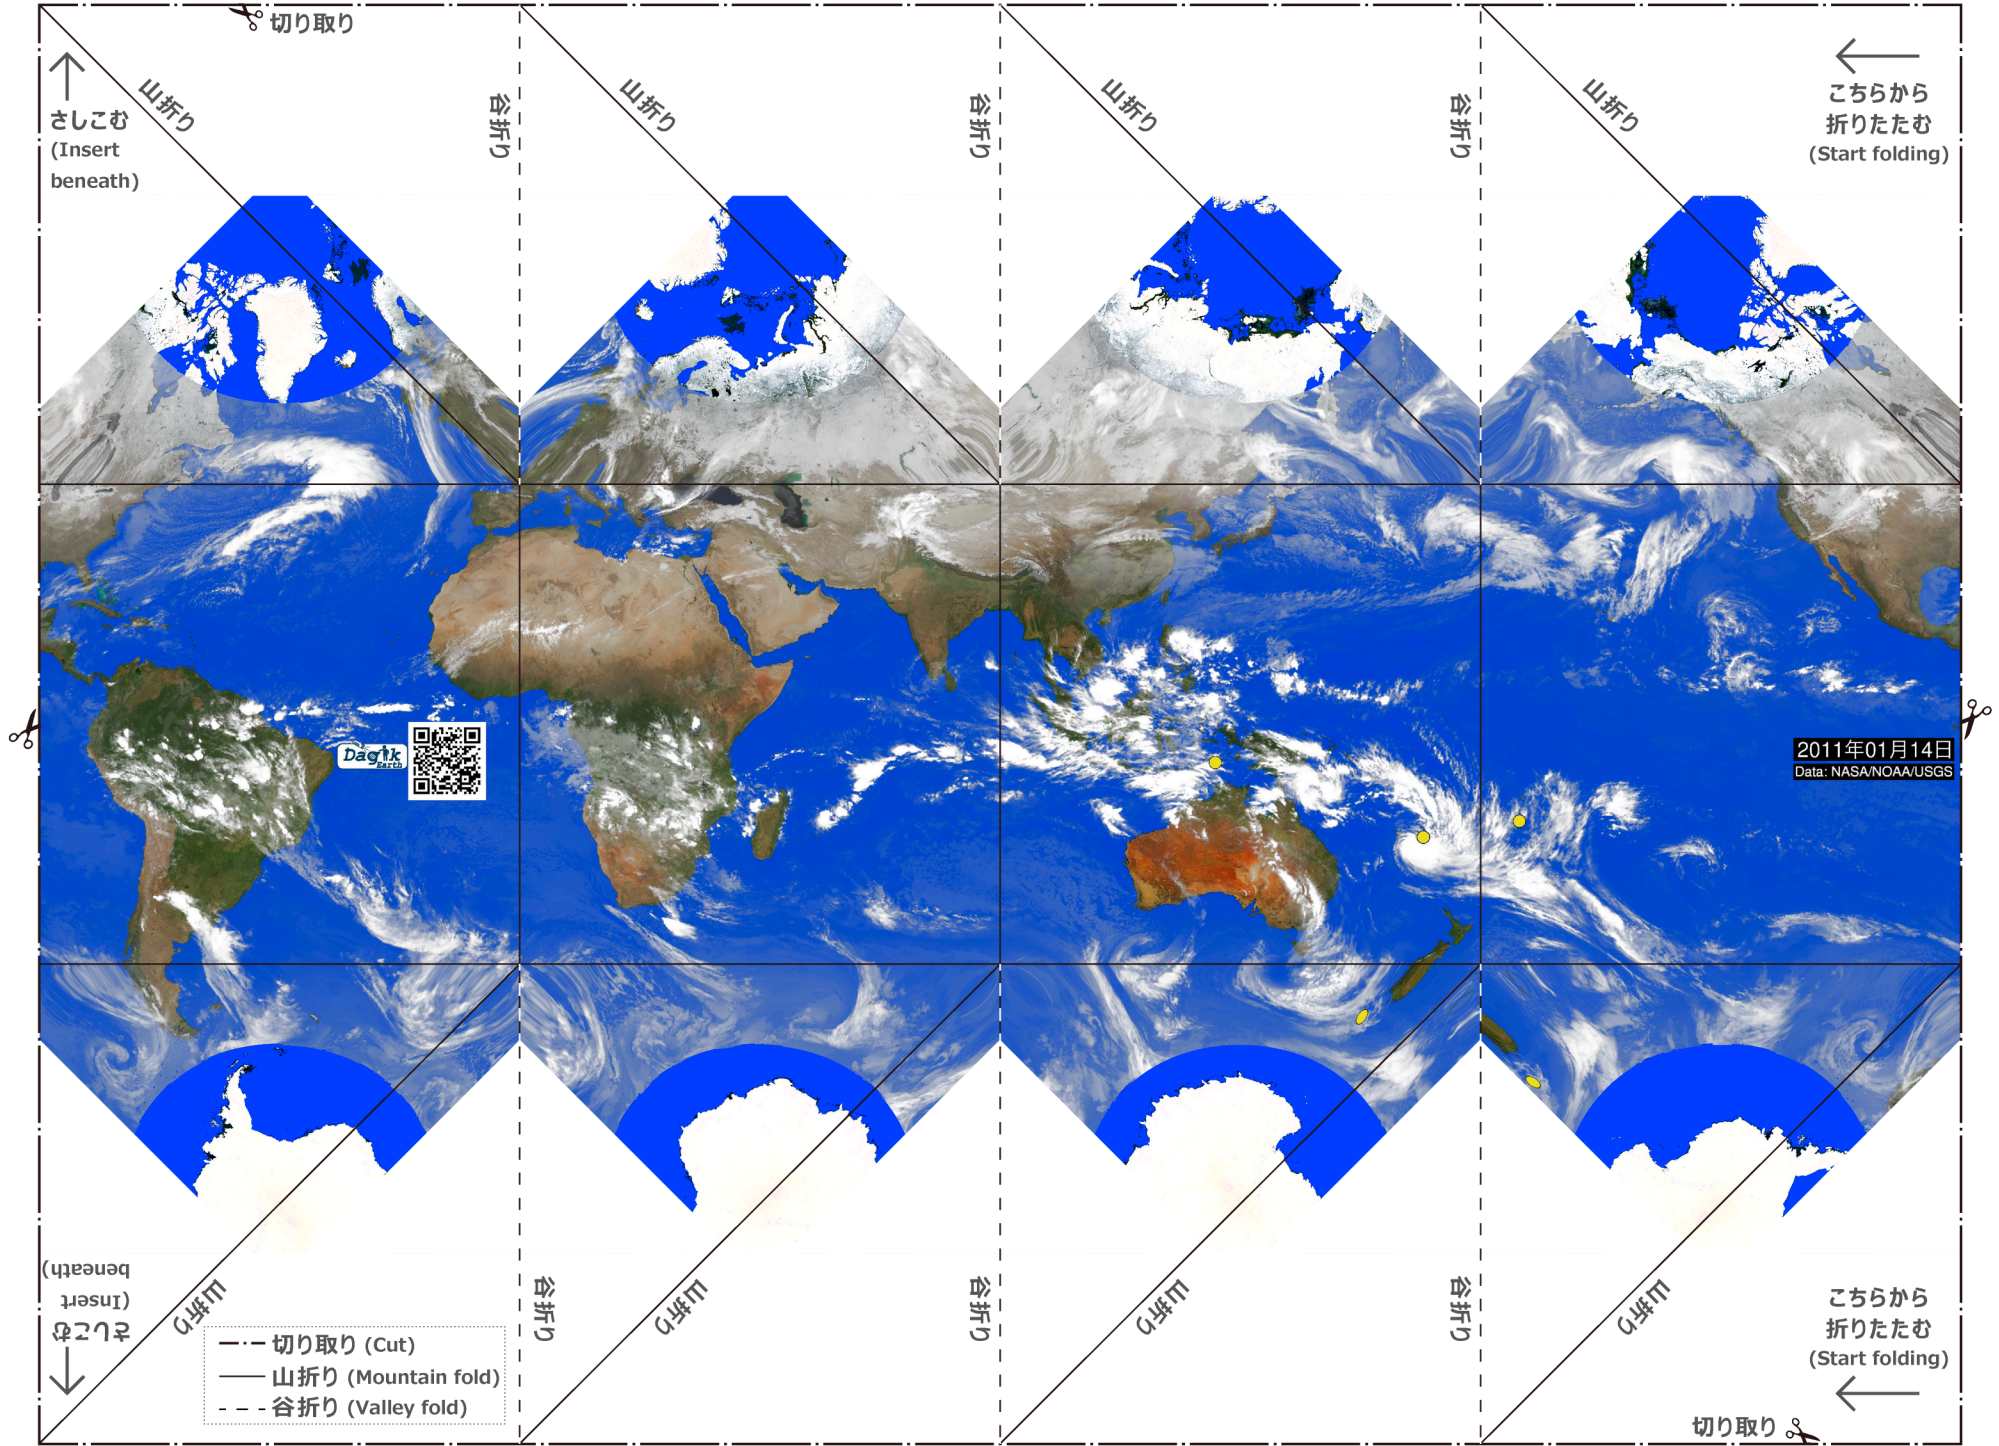 切り取り
さしこむ
(Insert
beneath)
山折り
谷折り
山折り
谷折り
山折り
谷折り
山折り
こちらから
折りたたむ
(Start folding)
Dagik
Earth
2011年01月14日
Data: NASA/NOAA/USGS
さしこむ
(Insert
beneath)
山折り
谷折り
山折り
谷折り
山折り
谷折り
山折り
こちらから
折りたたむ
(Start folding)
切り取り (Cut)
山折り (Mountain fold)
谷折り (Valley fold)
切り取り